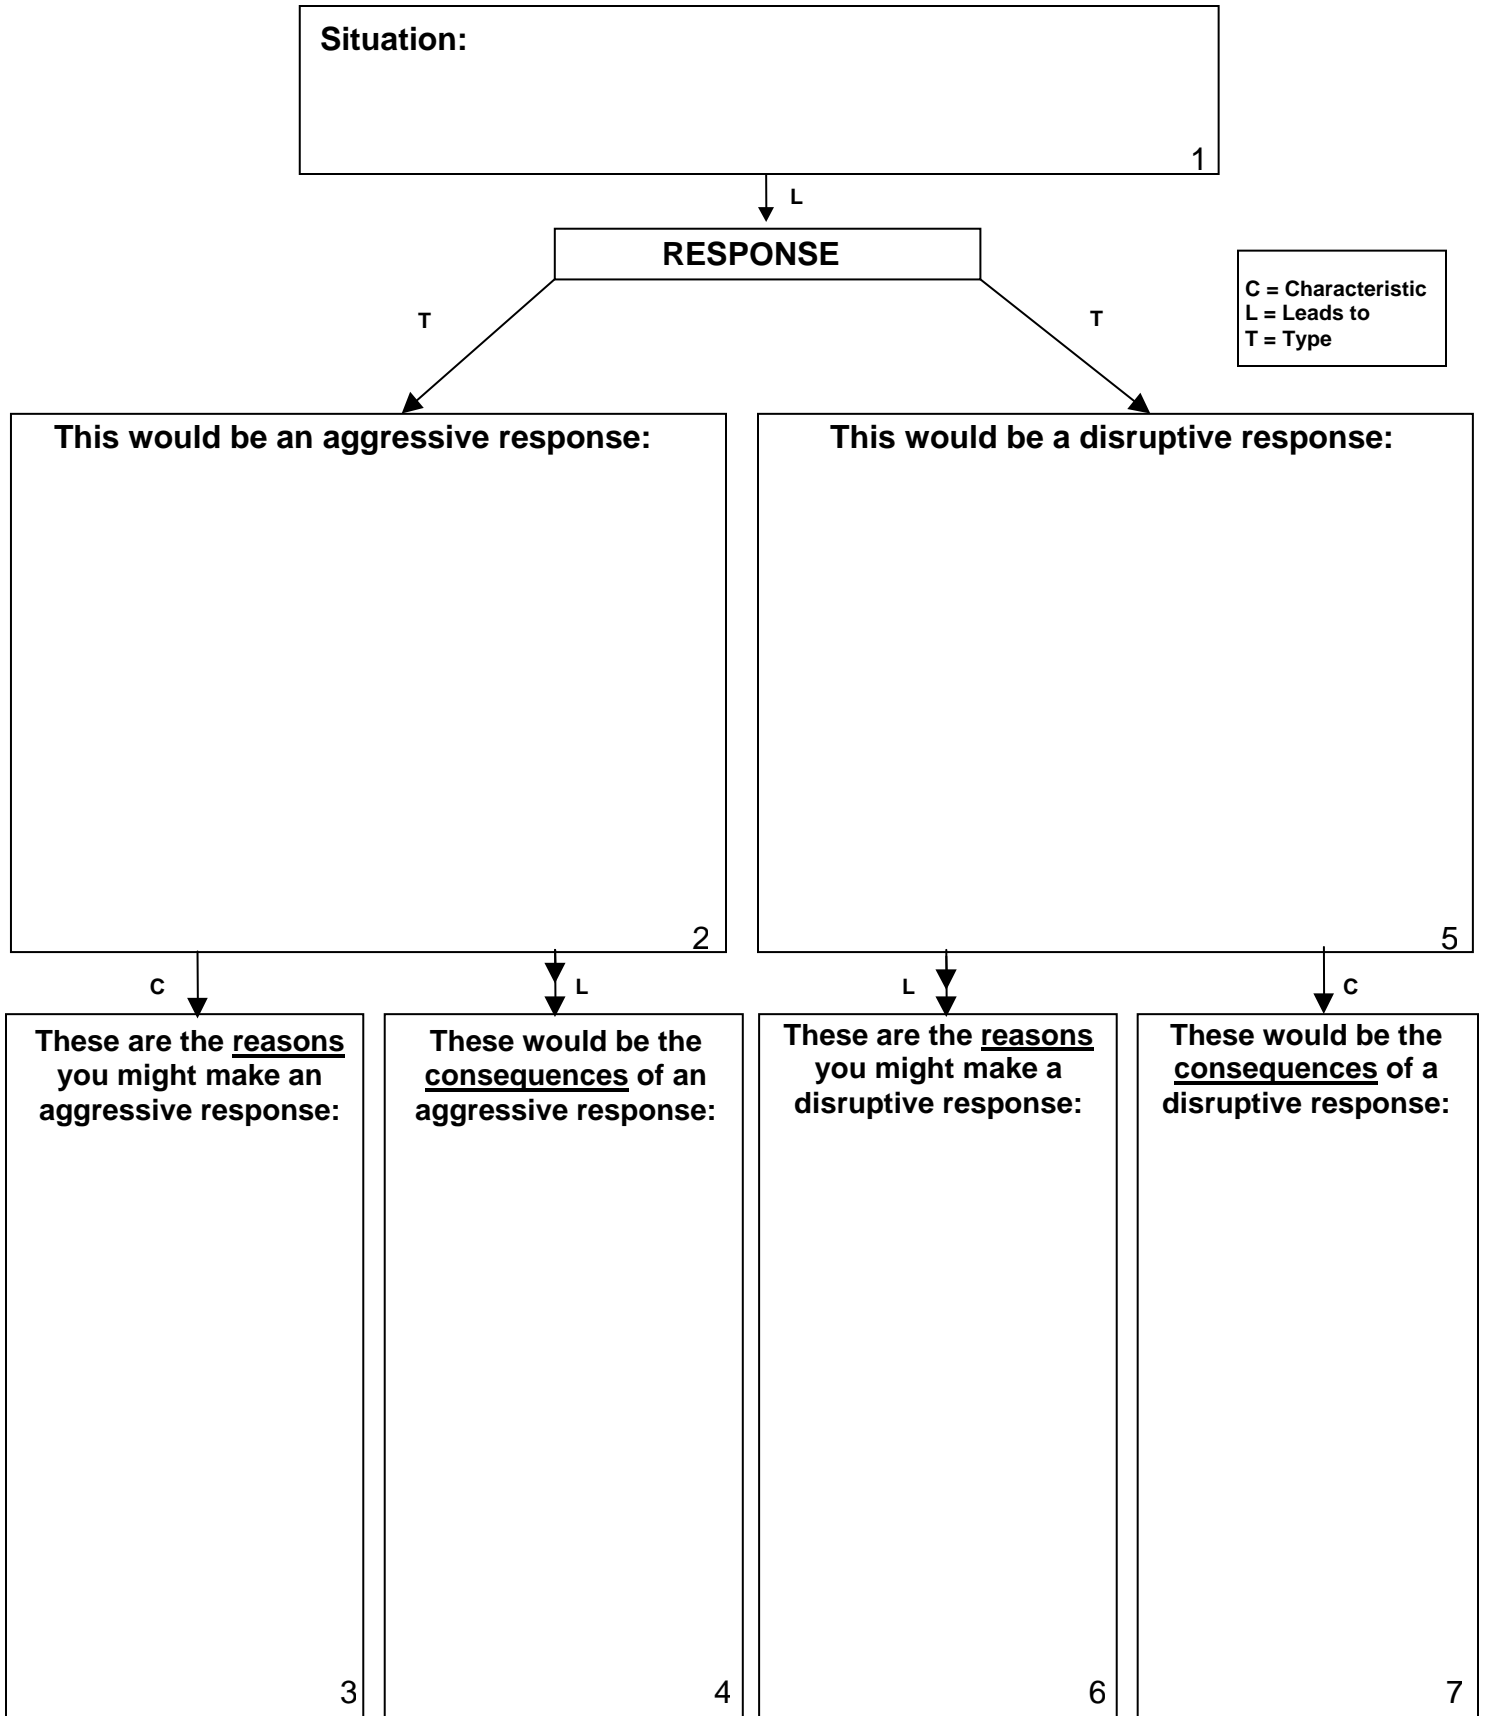 Situation:
1
L
RESPONSE
C = Characteristic
L = Leads to
T = Type
T
T
This would be an aggressive response:
2
This would be a disruptive response:
5
C
L
L
C
These are the reasons
you might make an
aggressive response:
3
These would be the
consequences of an
aggressive response:
4
These are the reasons
you might make a
disruptive response:
6
These would be the
consequences of a
disruptive response:
7